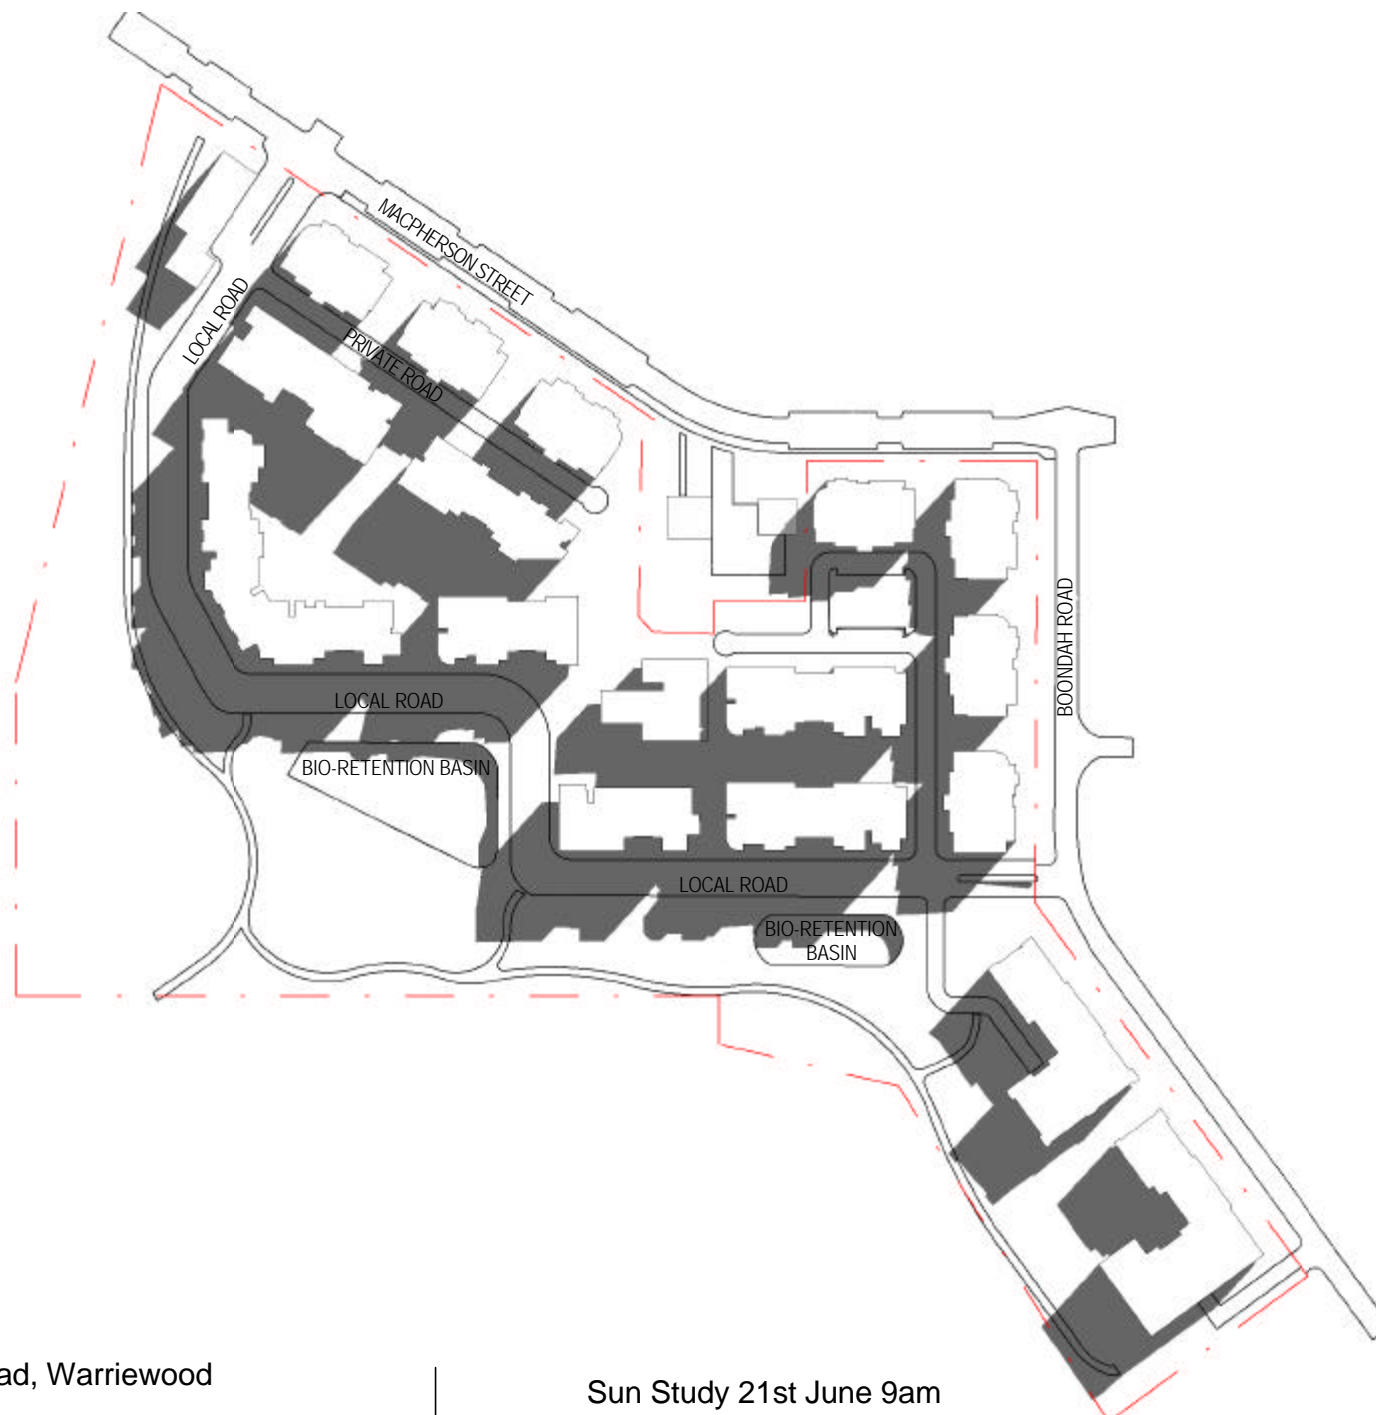 MACPHERSON STREET
LOCAL ROAD
PRIVATE ROAD
BOONDAH ROAD
LOCAL ROAD
BIO-RETENTION BASIN
LOCAL ROAD
BIO-RETENTION
BASIN
ad, Warriewood
Sun Study 21st June 9am